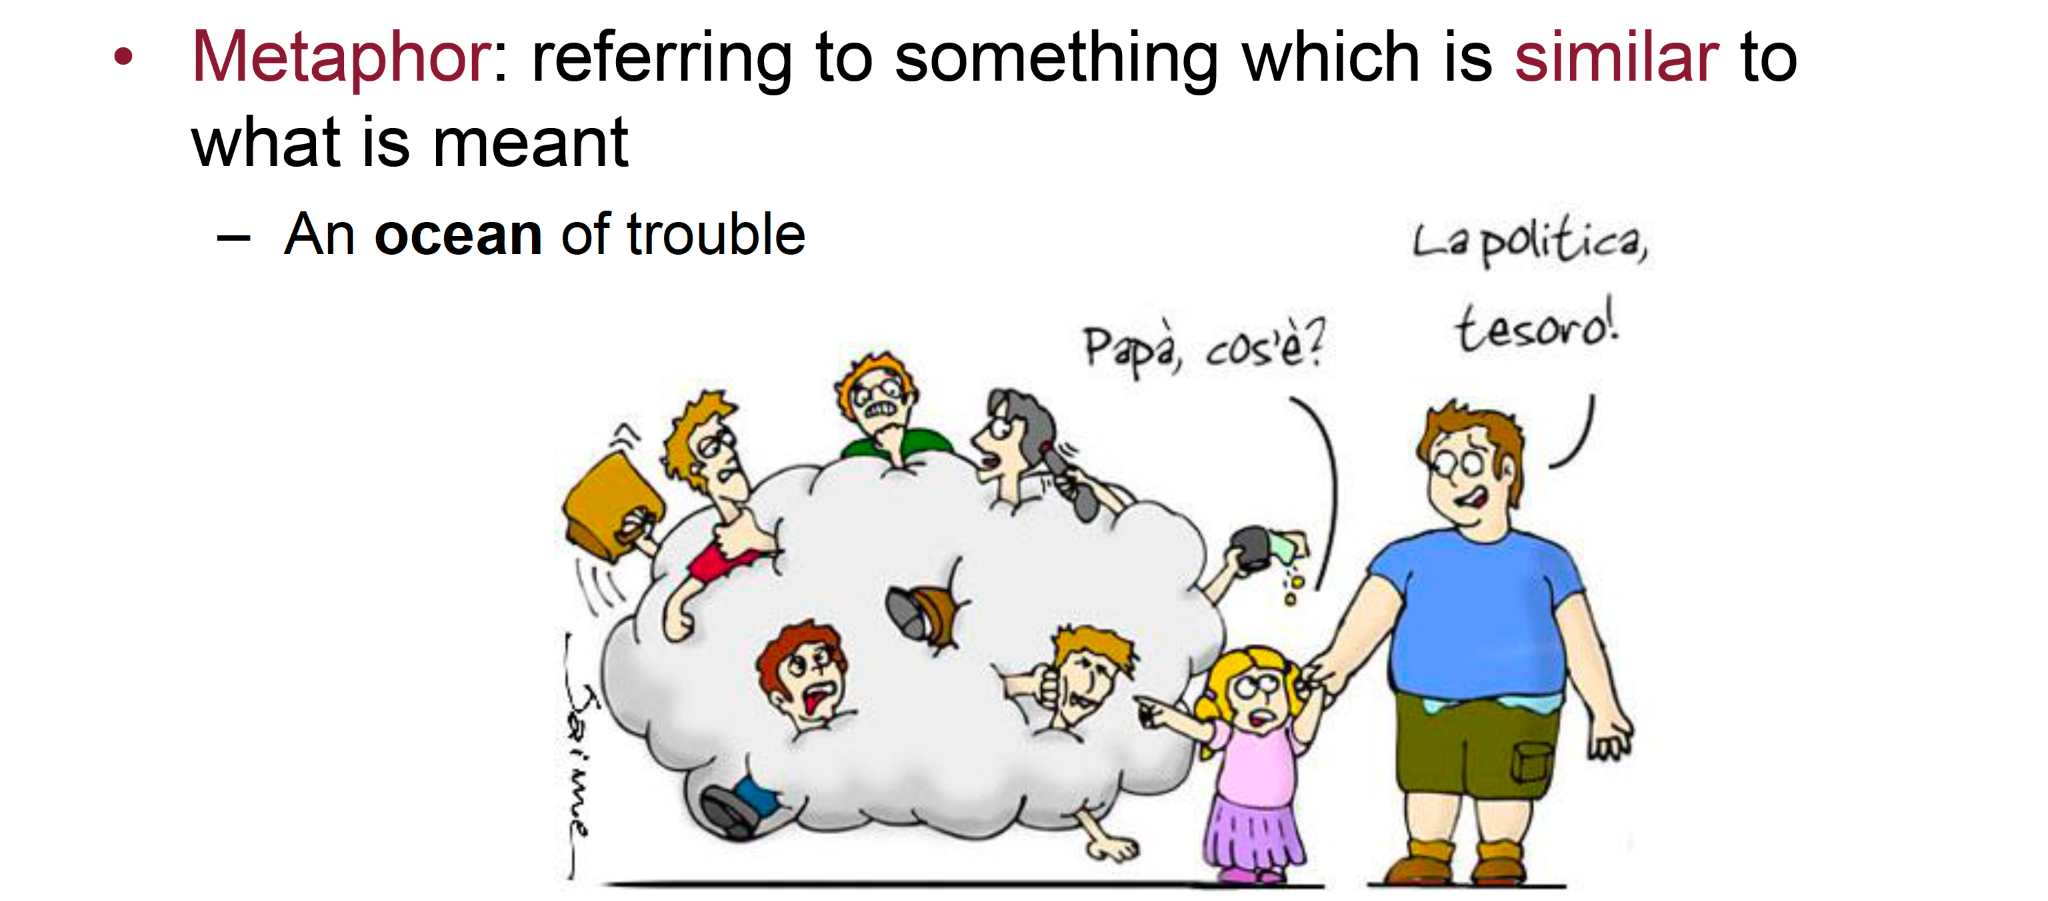 • Metaphor: referring to something which is similar to
what is meant
– An ocean of trouble
La politica,
tesoro!
Papà, cos'è?
Jaime